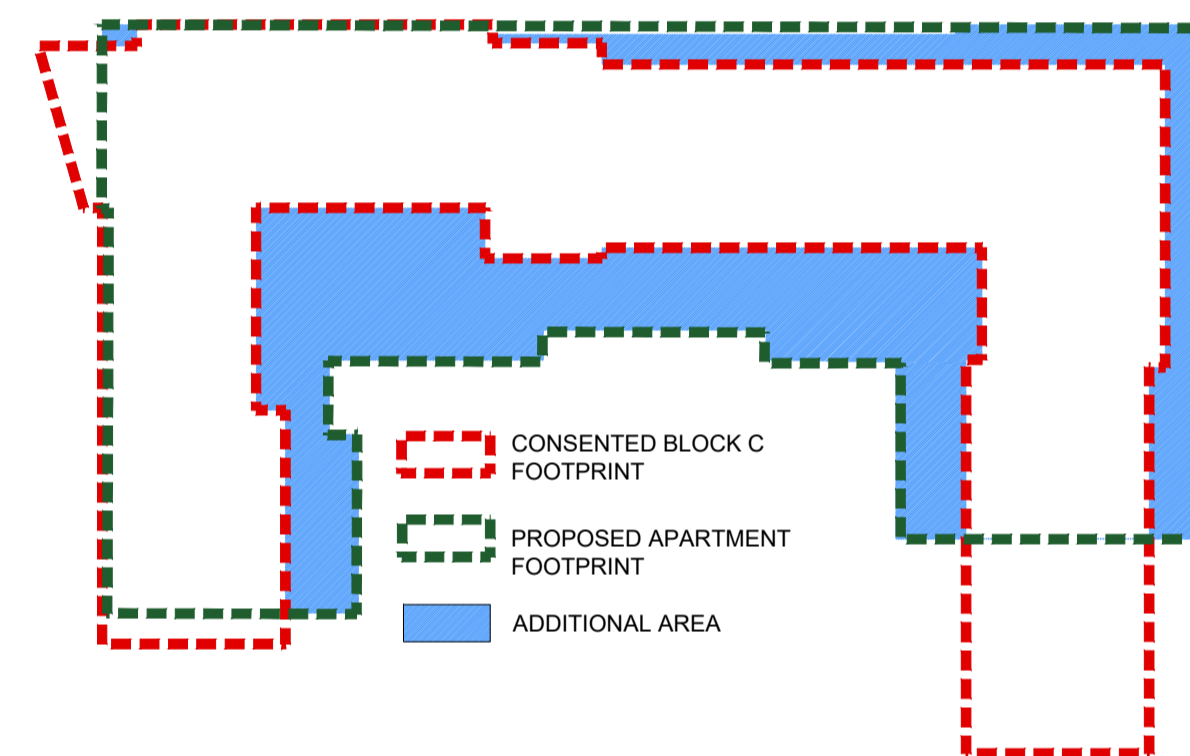 CONSENTED BLOCK C
FOOTPRINT
PROPOSED APARTMENT
FOOTPRINT
ADDITIONAL AREA